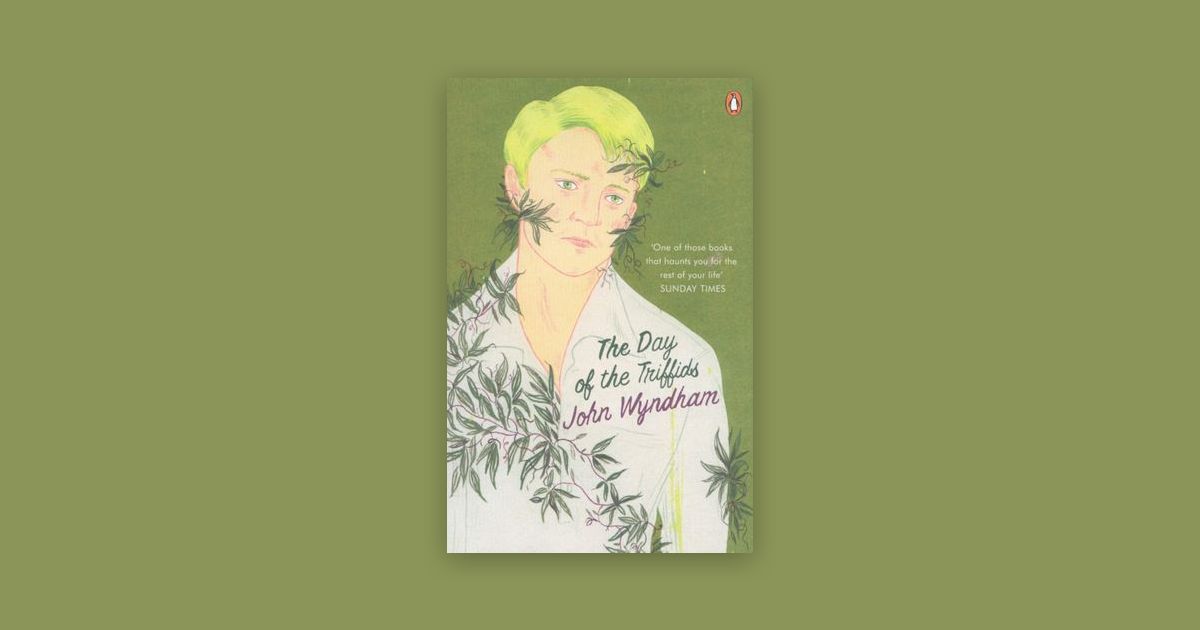 'One of those books
that haunts you for the
rest of your life'
SUNDAY TIMES
The Day
of the Triffids
John Wyndham